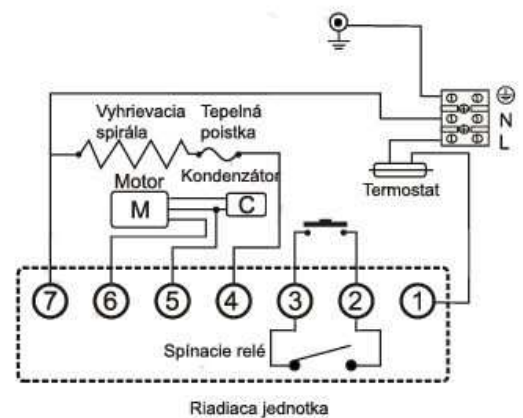 N
L
Vyhrievacia
spirála
Tepelná
poistka
Termostat
Motor
Kondenzátor
M
C
7
6
5
4
3
2
1
Spínacie relé
Riadiaca jednotka